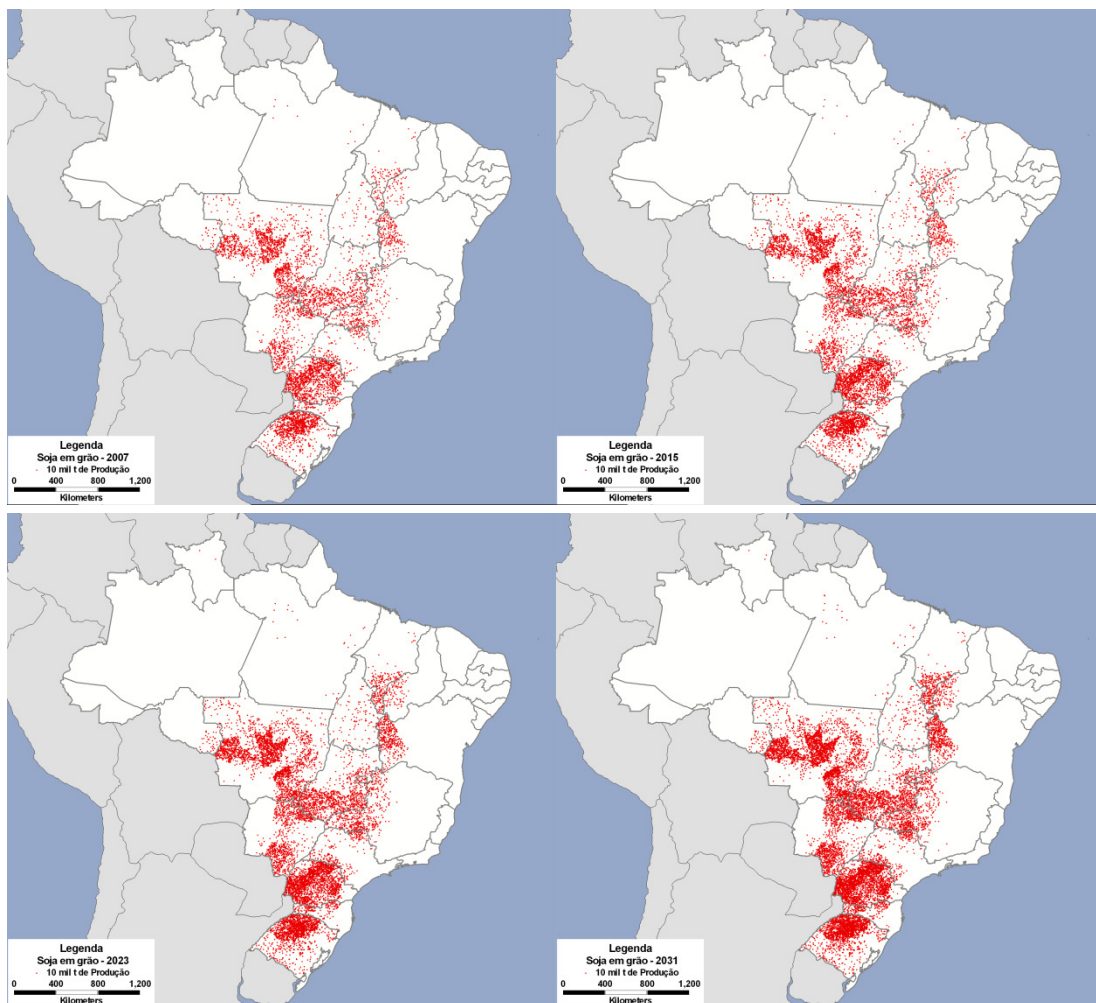 Legenda
Soja em grão - 2007
10 mil t de Produção
0 400 800 1,200
Kilometers
Legenda
Soja em grão - 2015
10 mil t de Produção
0 400 800 1,200
Kilometers
Legenda
Soja em grão - 2023
10 mil t de Produção
0 400 800 1,200
Kilometers
Legenda
Soja em grão - 2031
10 mil t de Produção
0 400 800 1,200
Kilometers